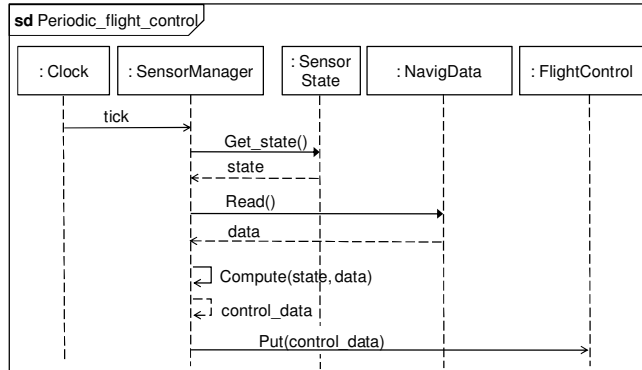 sd Periodic_flight_control
: Clock
: SensorManager
: Sensor
State
: NavigData
: FlightControl
tick
Get_state()
state
Read()
data
Compute(state, data)
control_data
Put(control_data)